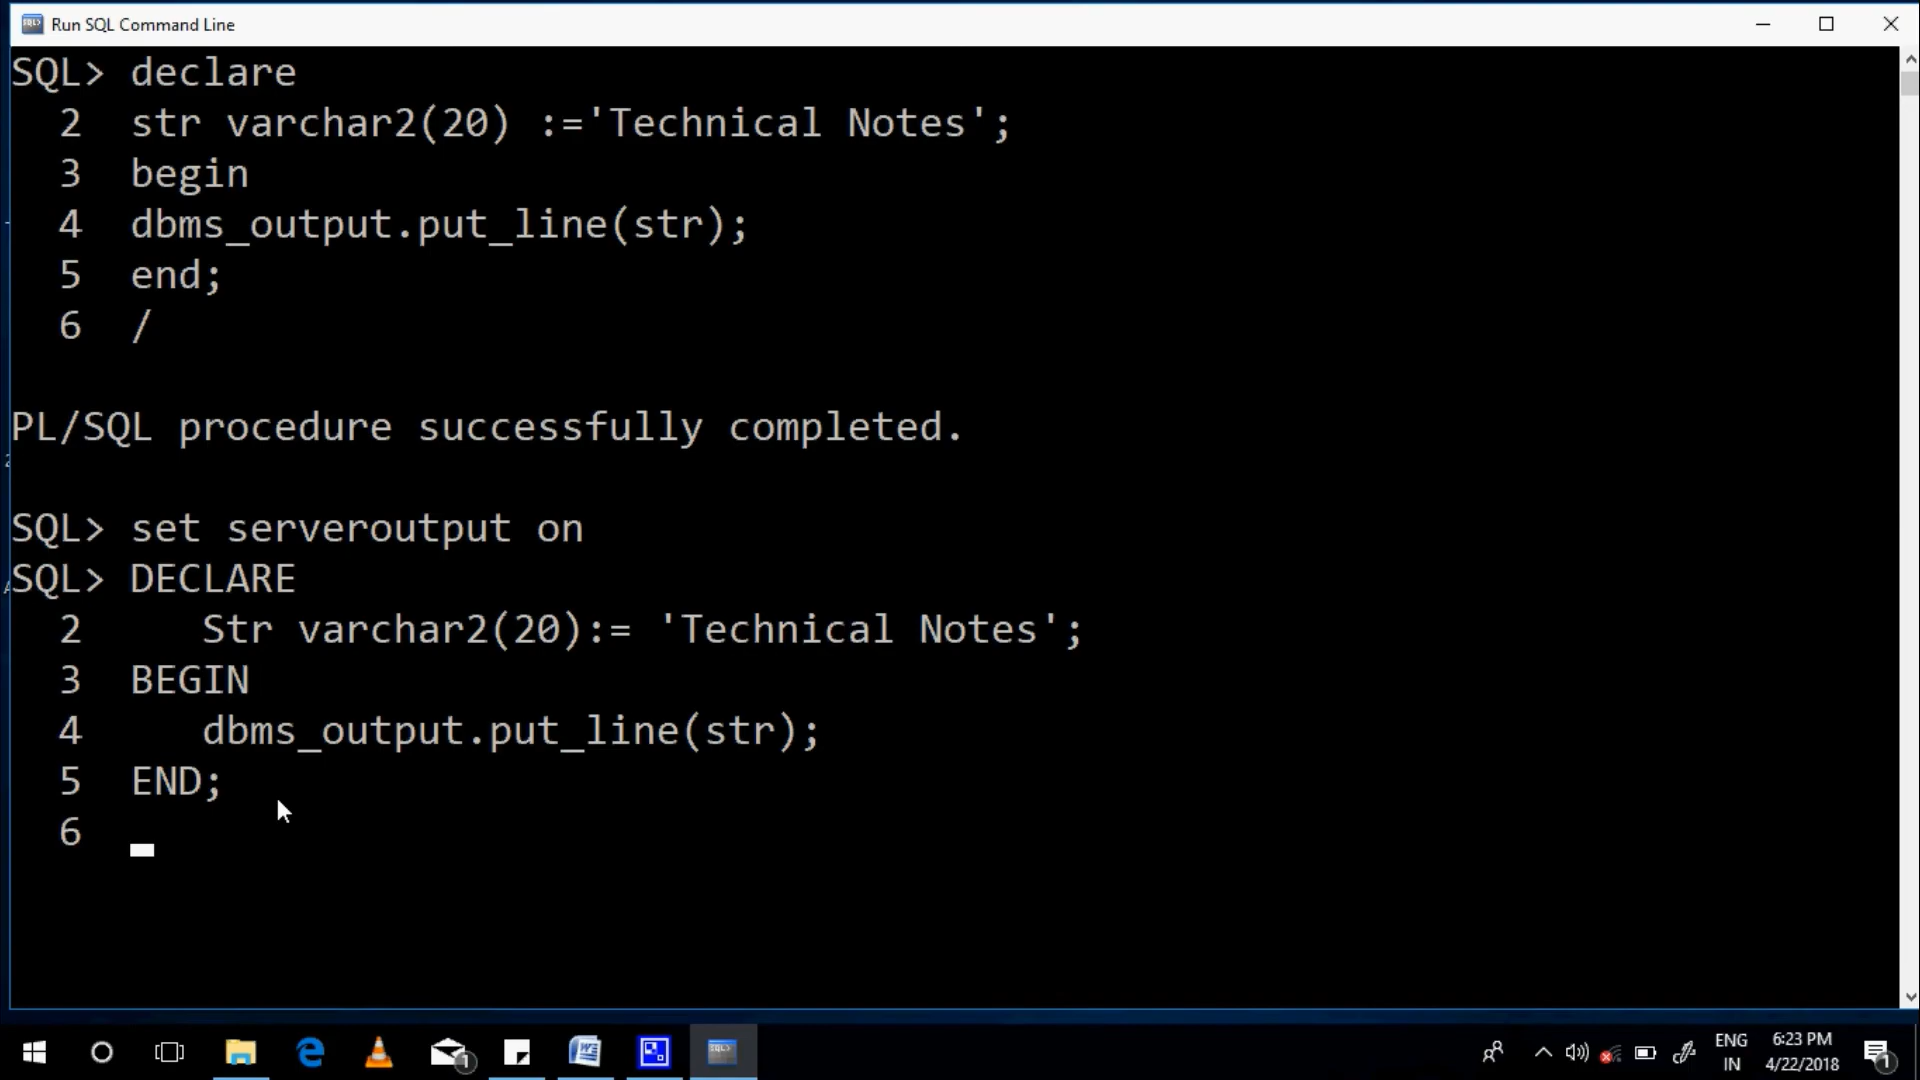 Run SQL Command Line
SQL> declare
2 str varchar2(20) :='Technical Notes';
3 begin
4 dbms_output.put_line(str);
5 end;
6 /
PL/SQL procedure successfully completed.
SQL> set serveroutput on
SQL> DECLARE
2    Str varchar2(20):= 'Technical Notes';
3 BEGIN
4    dbms_output.put_line(str);
5 END;
6
1
ENG
IN
6:23 PM
4/22/2018
1